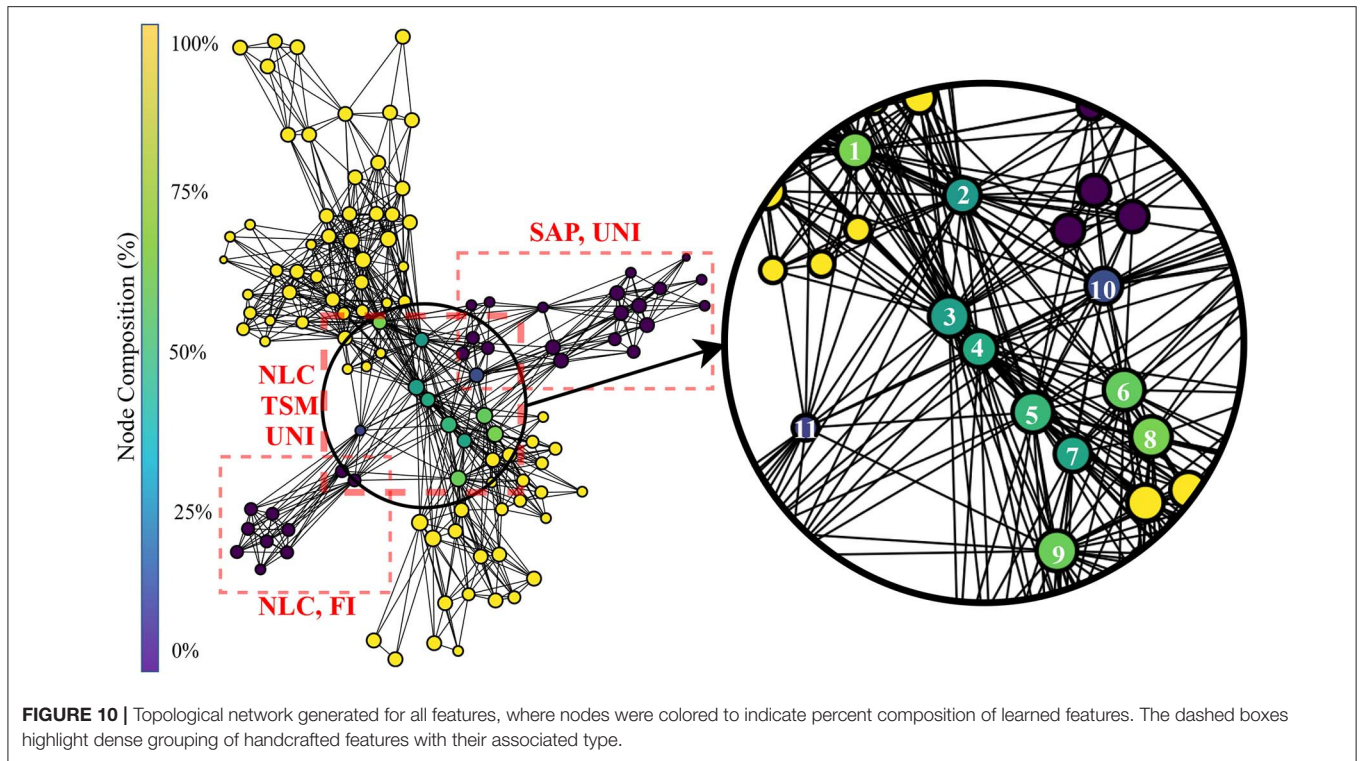 100%
75%
50%
25%
0%
Node Composition (%)
SAP, UNI
NLC
TSM
UNI
NLC, FI
1
2
3
4
5
6
7
8
9
10
11
FIGURE 10 | Topological network generated for all features, where nodes were colored to indicate percent composition of learned features. The dashed boxes
highlight dense grouping of handcrafted features with their associated type.